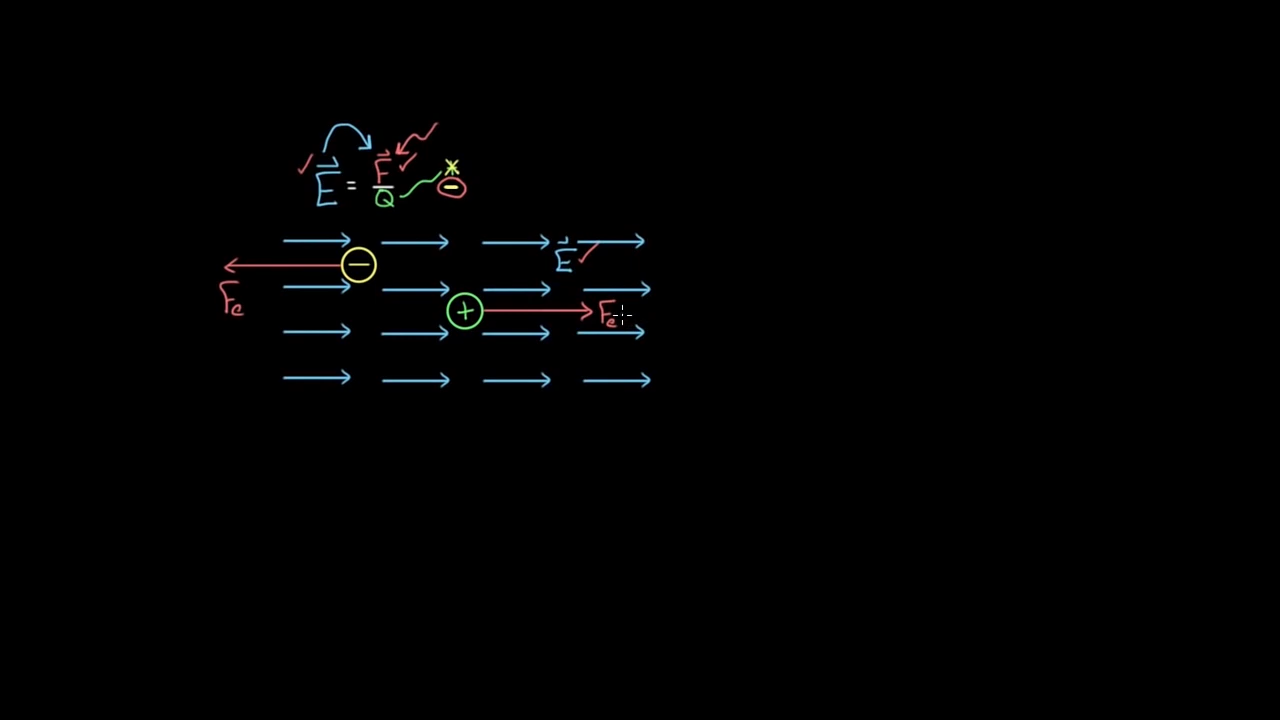 E = F/Q -
E
−
Fe
+ Fe